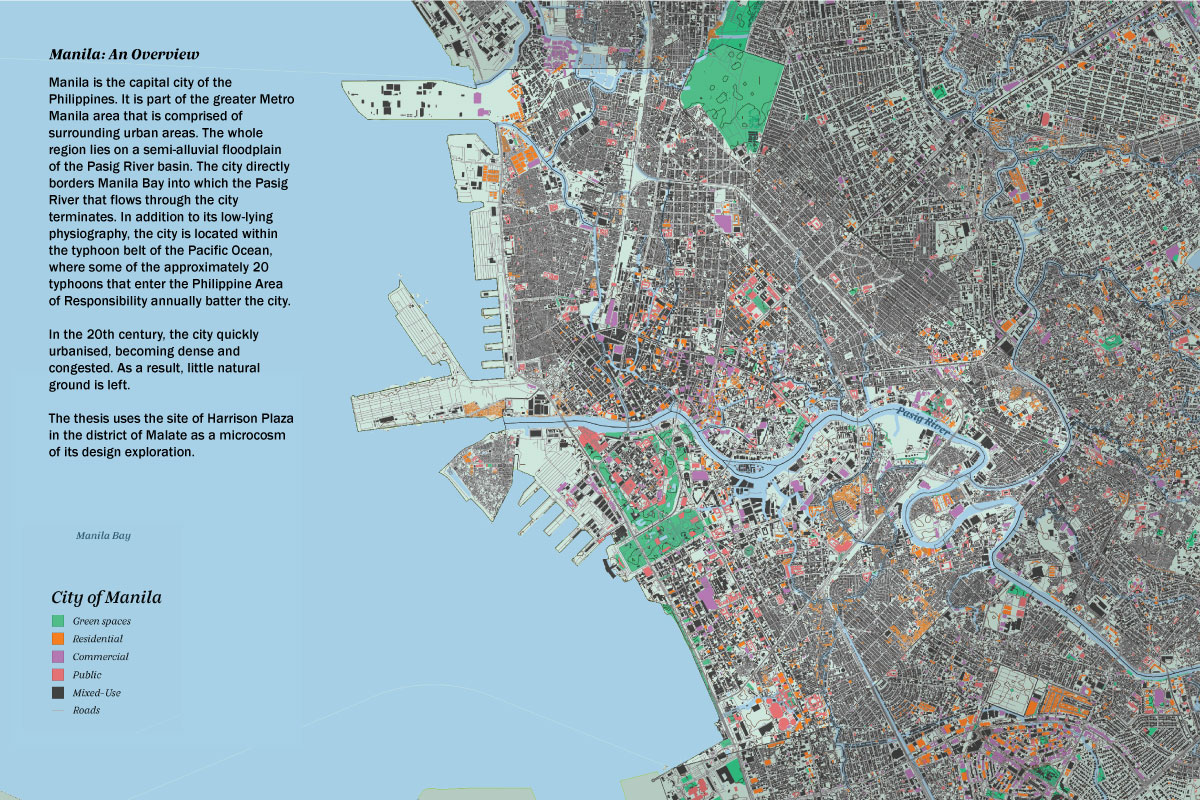 Manila: An Overview
Manila is the capital city of the
Philippines. It is part of the greater Metro
Manila area that is comprised of
surrounding urban areas. The whole
region lies on a semi-alluvial floodplain
of the Pasig River basin. The city directly
borders Manila Bay into which the Pasig
River that flows through the city
terminates. In addition to its low-lying
physiography, the city is located within
the typhoon belt of the Pacific Ocean,
where some of the approximately 20
typhoons that enter the Philippine Area
of Responsibility annually batter the city.
In the 20th century, the city quickly
urbanised, becoming dense and
congested. As a result, little natural
ground is left.
The thesis uses the site of Harrison Plaza
in the district of Malate as a microcosm
of its design exploration.
Pasig River
Manila Bay
City of Manila
Green spaces
Residential
Commercial
Public
Mixed-Use
Roads